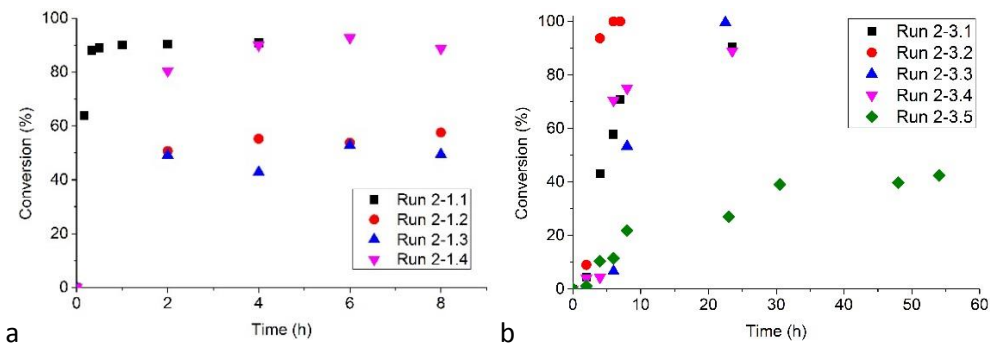 100
80
60
40
20
0
Conversion (%)
0
2
4
6
8
Time (h)
Run 2-1.1
Run 2-1.2
Run 2-1.3
Run 2-1.4
a
100
80
60
40
20
0
Conversion (%)
0
10
20
30
40
50
60
Time (h)
Run 2-3.1
Run 2-3.2
Run 2-3.3
Run 2-3.4
Run 2-3.5
b